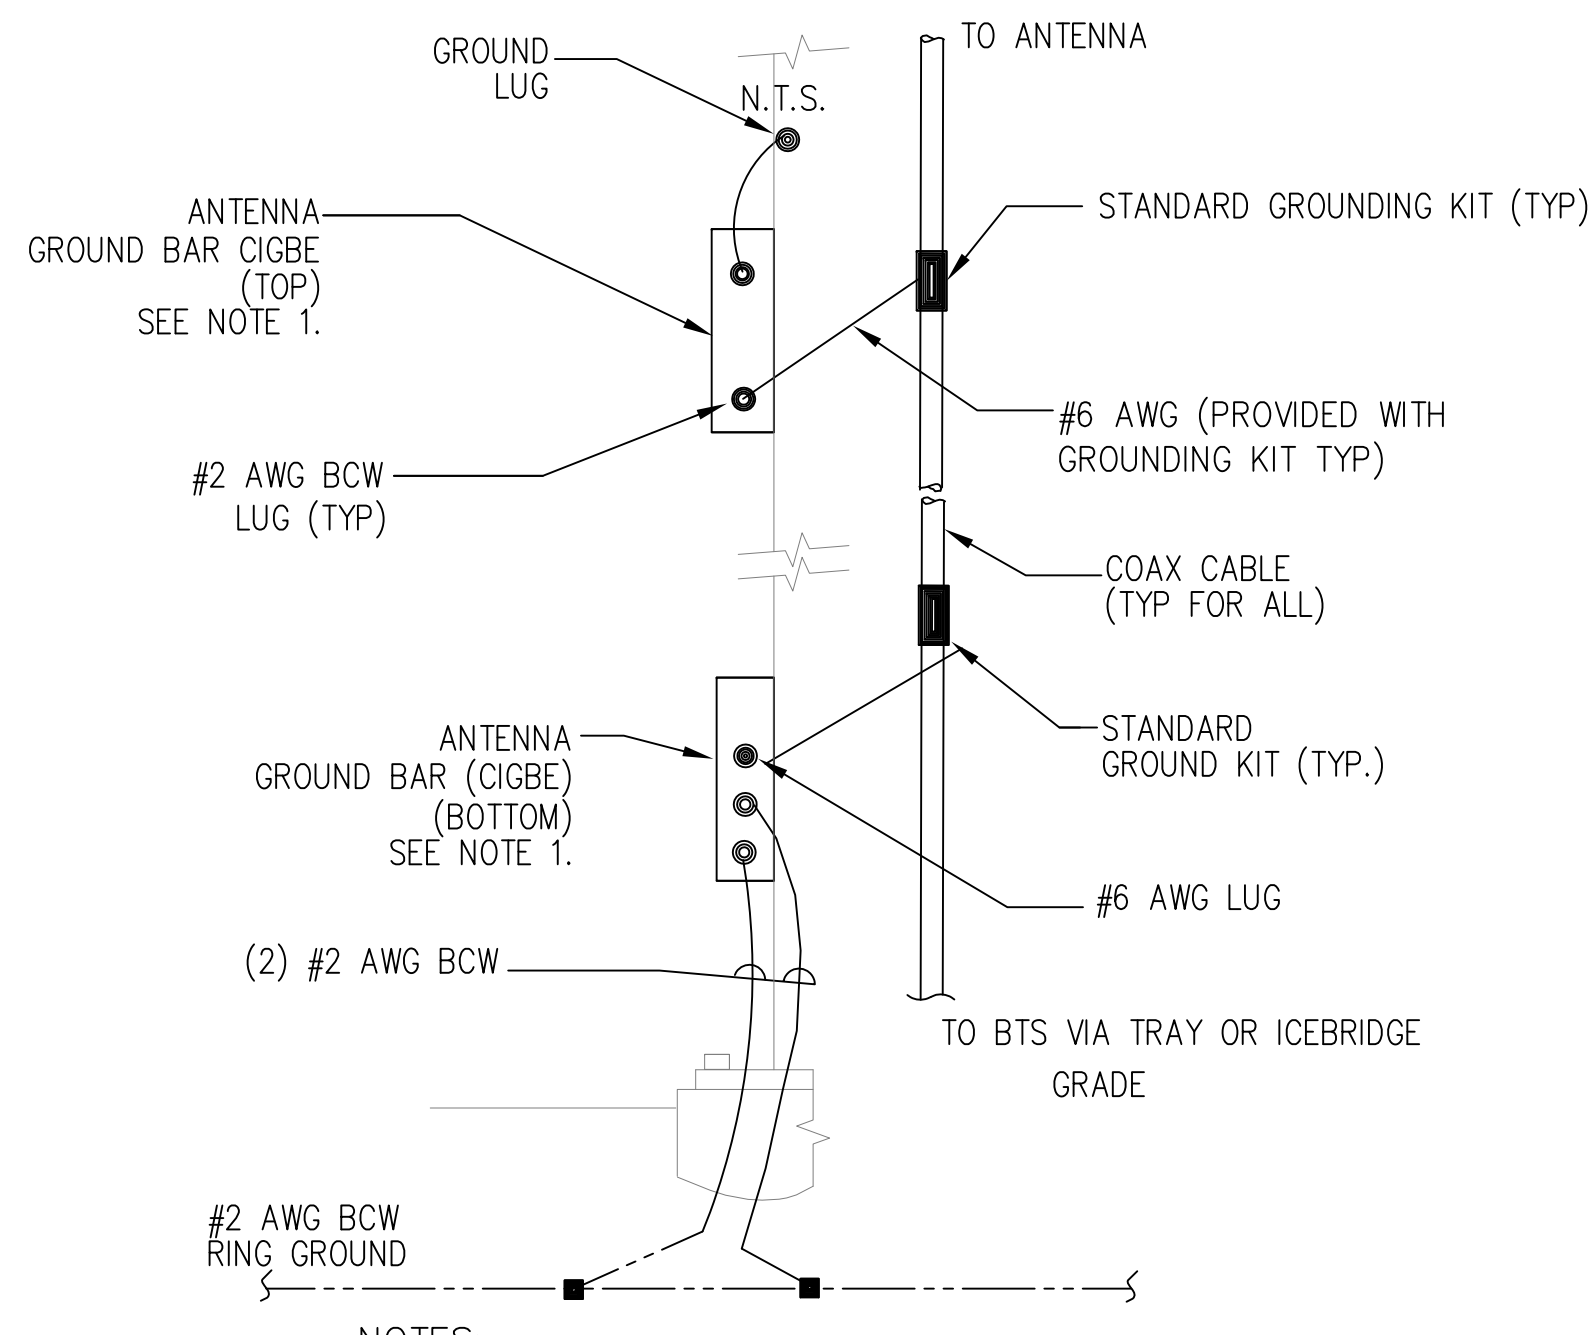 TO ANTENNA
GROUND
LUG
N.T.S.
STANDARD GROUNDING KIT (TYP)
ANTENNA
GROUND BAR CIGBE
(TOP)
SEE NOTE 1.
#6 AWG (PROVIDED WITH
GROUNDING KIT TYP)
#2 AWG BCW
LUG (TYP)
COAX CABLE
(TYP FOR ALL)
STANDARD
GROUND KIT (TYP.)
ANTENNA
GROUND BAR (CIGBE)
(BOTTOM)
SEE NOTE 1.
#6 AWG LUG
(2) #2 AWG BCW
TO BTS VIA TRAY OR ICEBRIDGE
GRADE
#2 AWG BCW
RING GROUND
NOTES